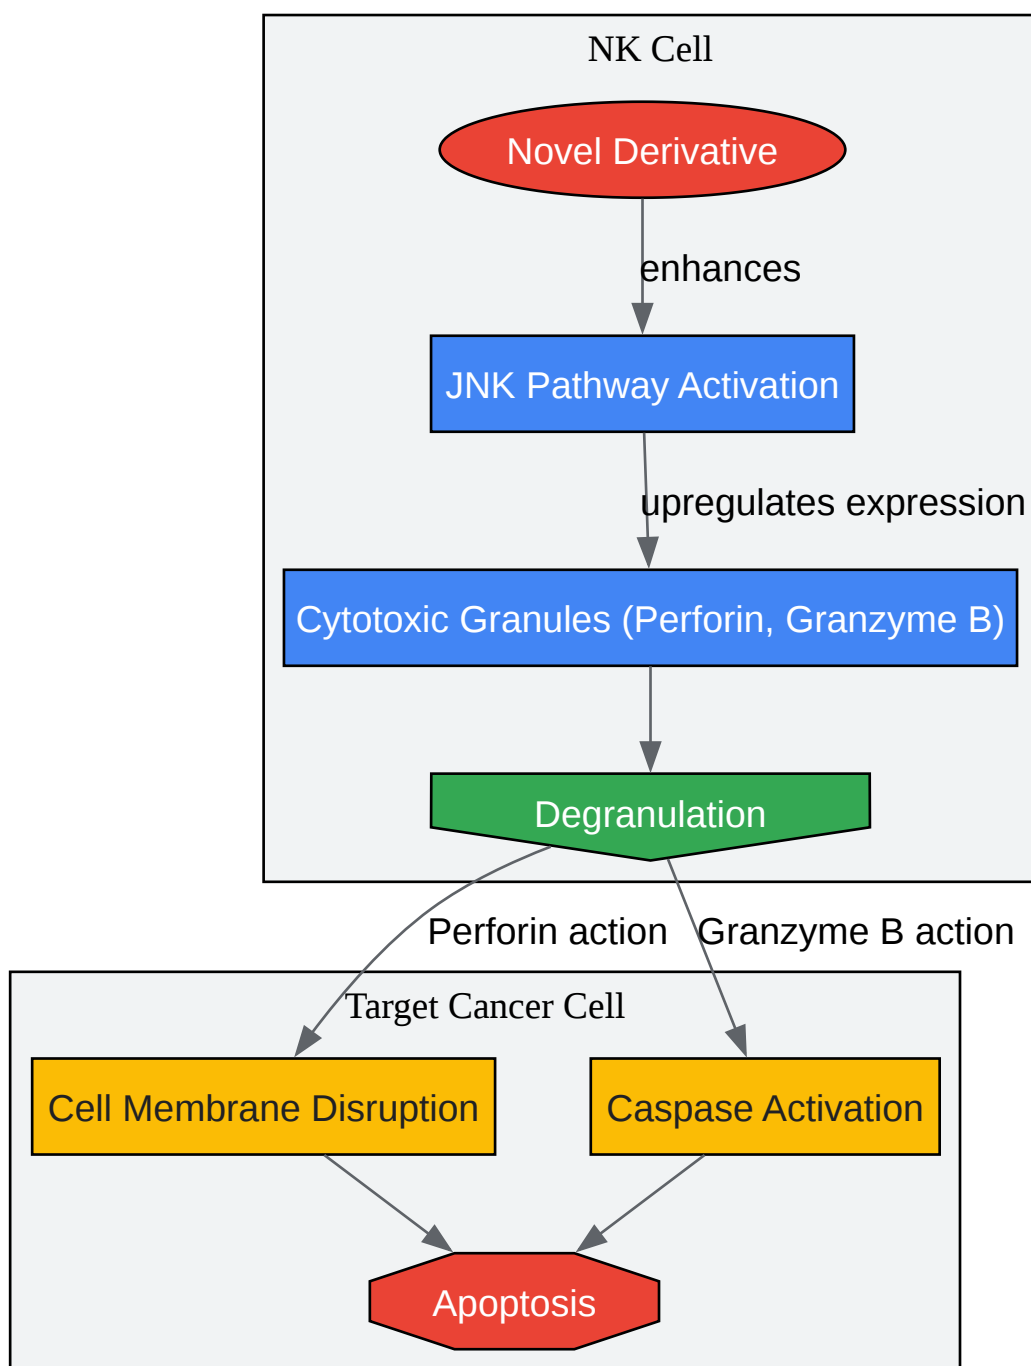 NK Cell
Novel Derivative
enhances
JNK Pathway Activation
upregulates expression
Cytotoxic Granules (Perforin, Granzyme B)
Degranulation
Perforin action
Granzyme B action
Target Cancer Cell
Cell Membrane Disruption
Caspase Activation
Apoptosis